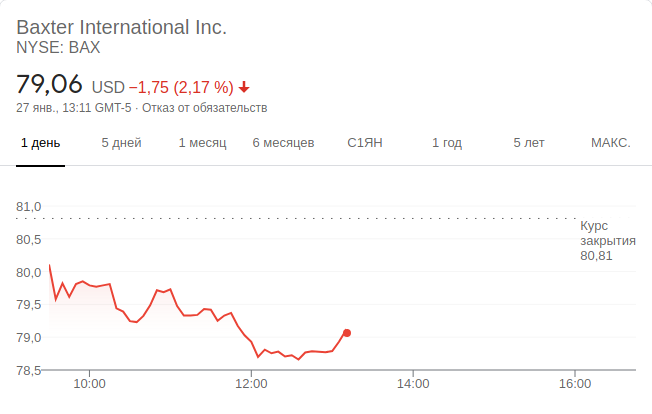 Baxter International Inc.
NYSE: BAX
79,06 USD −1,75 (2,17 %)
27 янв., 13:11 GMT-5 · Отказ от обязательств
1 день 5 дней 1 месяц 6 месяцев С1ЯН 1 год 5 лет МАКС.
81,0
Курс
80,5 закрытия
80,81
80,0
79,5
79,0
78,5
10:00 12:00 14:00 16:00